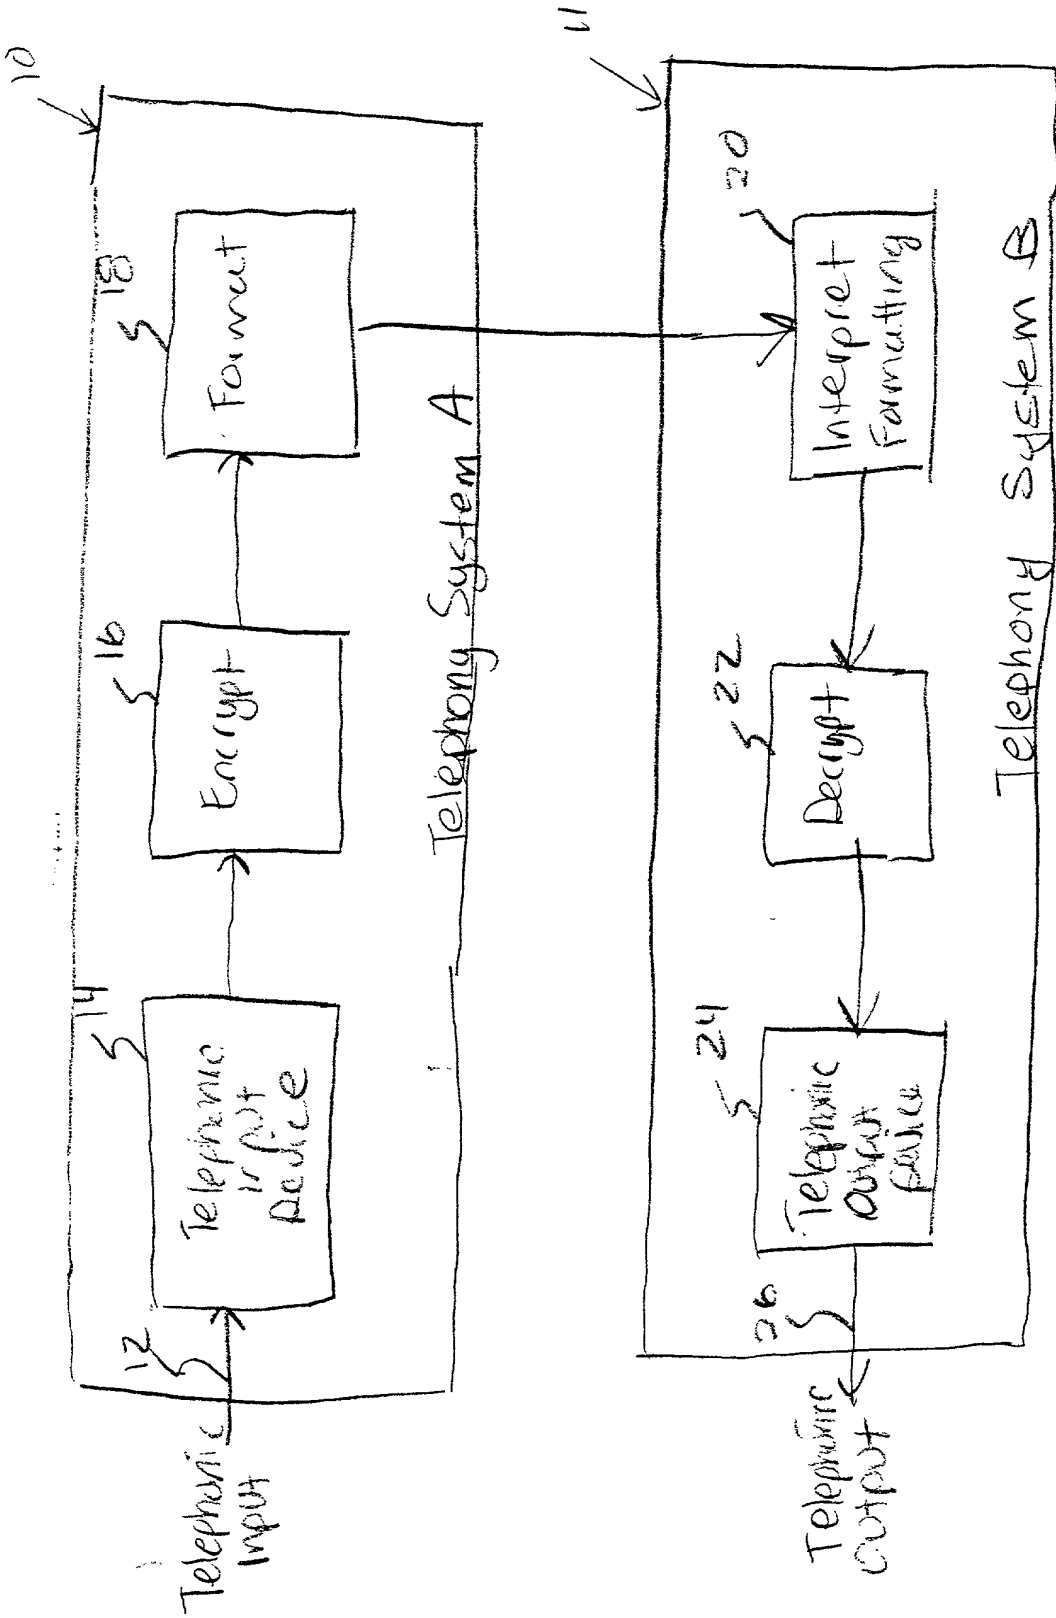 10
Telephonic
Input
12
14
Telephonic
input
Device
16
Encrypt
18
Format
Telephony System A
11
20
Interpret
Formatting
22
Decrypt
24
Telephonic
Output
Device
26
Telephonic
Output
Telephony System B